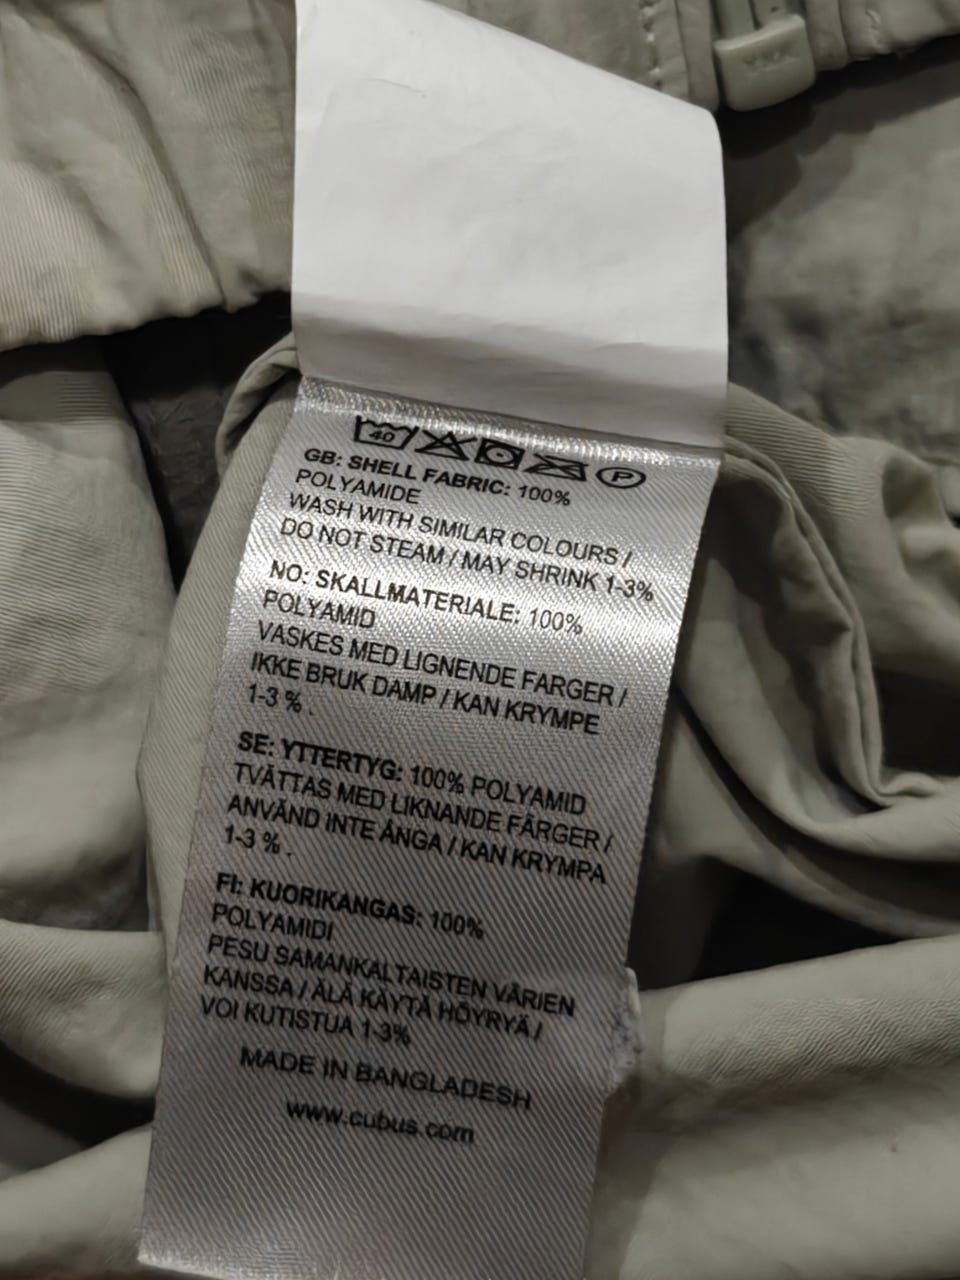 40 P
GB: SHELL FABRIC: 100%
POLYAMIDE
WASH WITH SIMILAR COLOURS /
DO NOT STEAM / MAY SHRINK 1-3%
NO: SKALLMATERIALE: 100%
POLYAMID
VASKES MED LIGNENDE FARGER /
IKKE BRUK DAMP / KAN KRYMPE
1-3 % .
SE: YTTERTYG: 100% POLYAMID
TVÄTTAS MED LIKNANDE FÄRGER /
ANVÄND INTE ÅNGA / KAN KRYMPA
1-3 % .
FI: KUORIKANGAS: 100%
POLYAMIDI
PESU SAMANKALTAISTEN VÄRIEN
KANSSA / ÄLÄ KÄYTÄ HÖYRYÄ /
VOI KUTISTUA 1-3%
MADE IN BANGLADESH
www.cubus.com